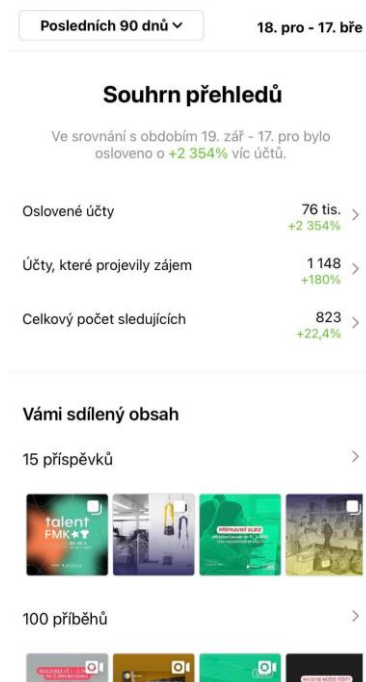 Posledních 90 dnů
18. pro - 17. bře
Souhrn přehledů
Ve srovnání s obdobím 19. zář - 17. pro bylo
osloveno o +2 354% víc účtů.
Oslovené účty
76 tis.
+2 354%
Účty, které projevily zájem
1 148
+180%
Celkový počet sledujících
823
+22,4%
Vámi sdílený obsah
15 příspěvků
talent
FMK
PŘÍPRAVNÝ KURZ
100 příběhů